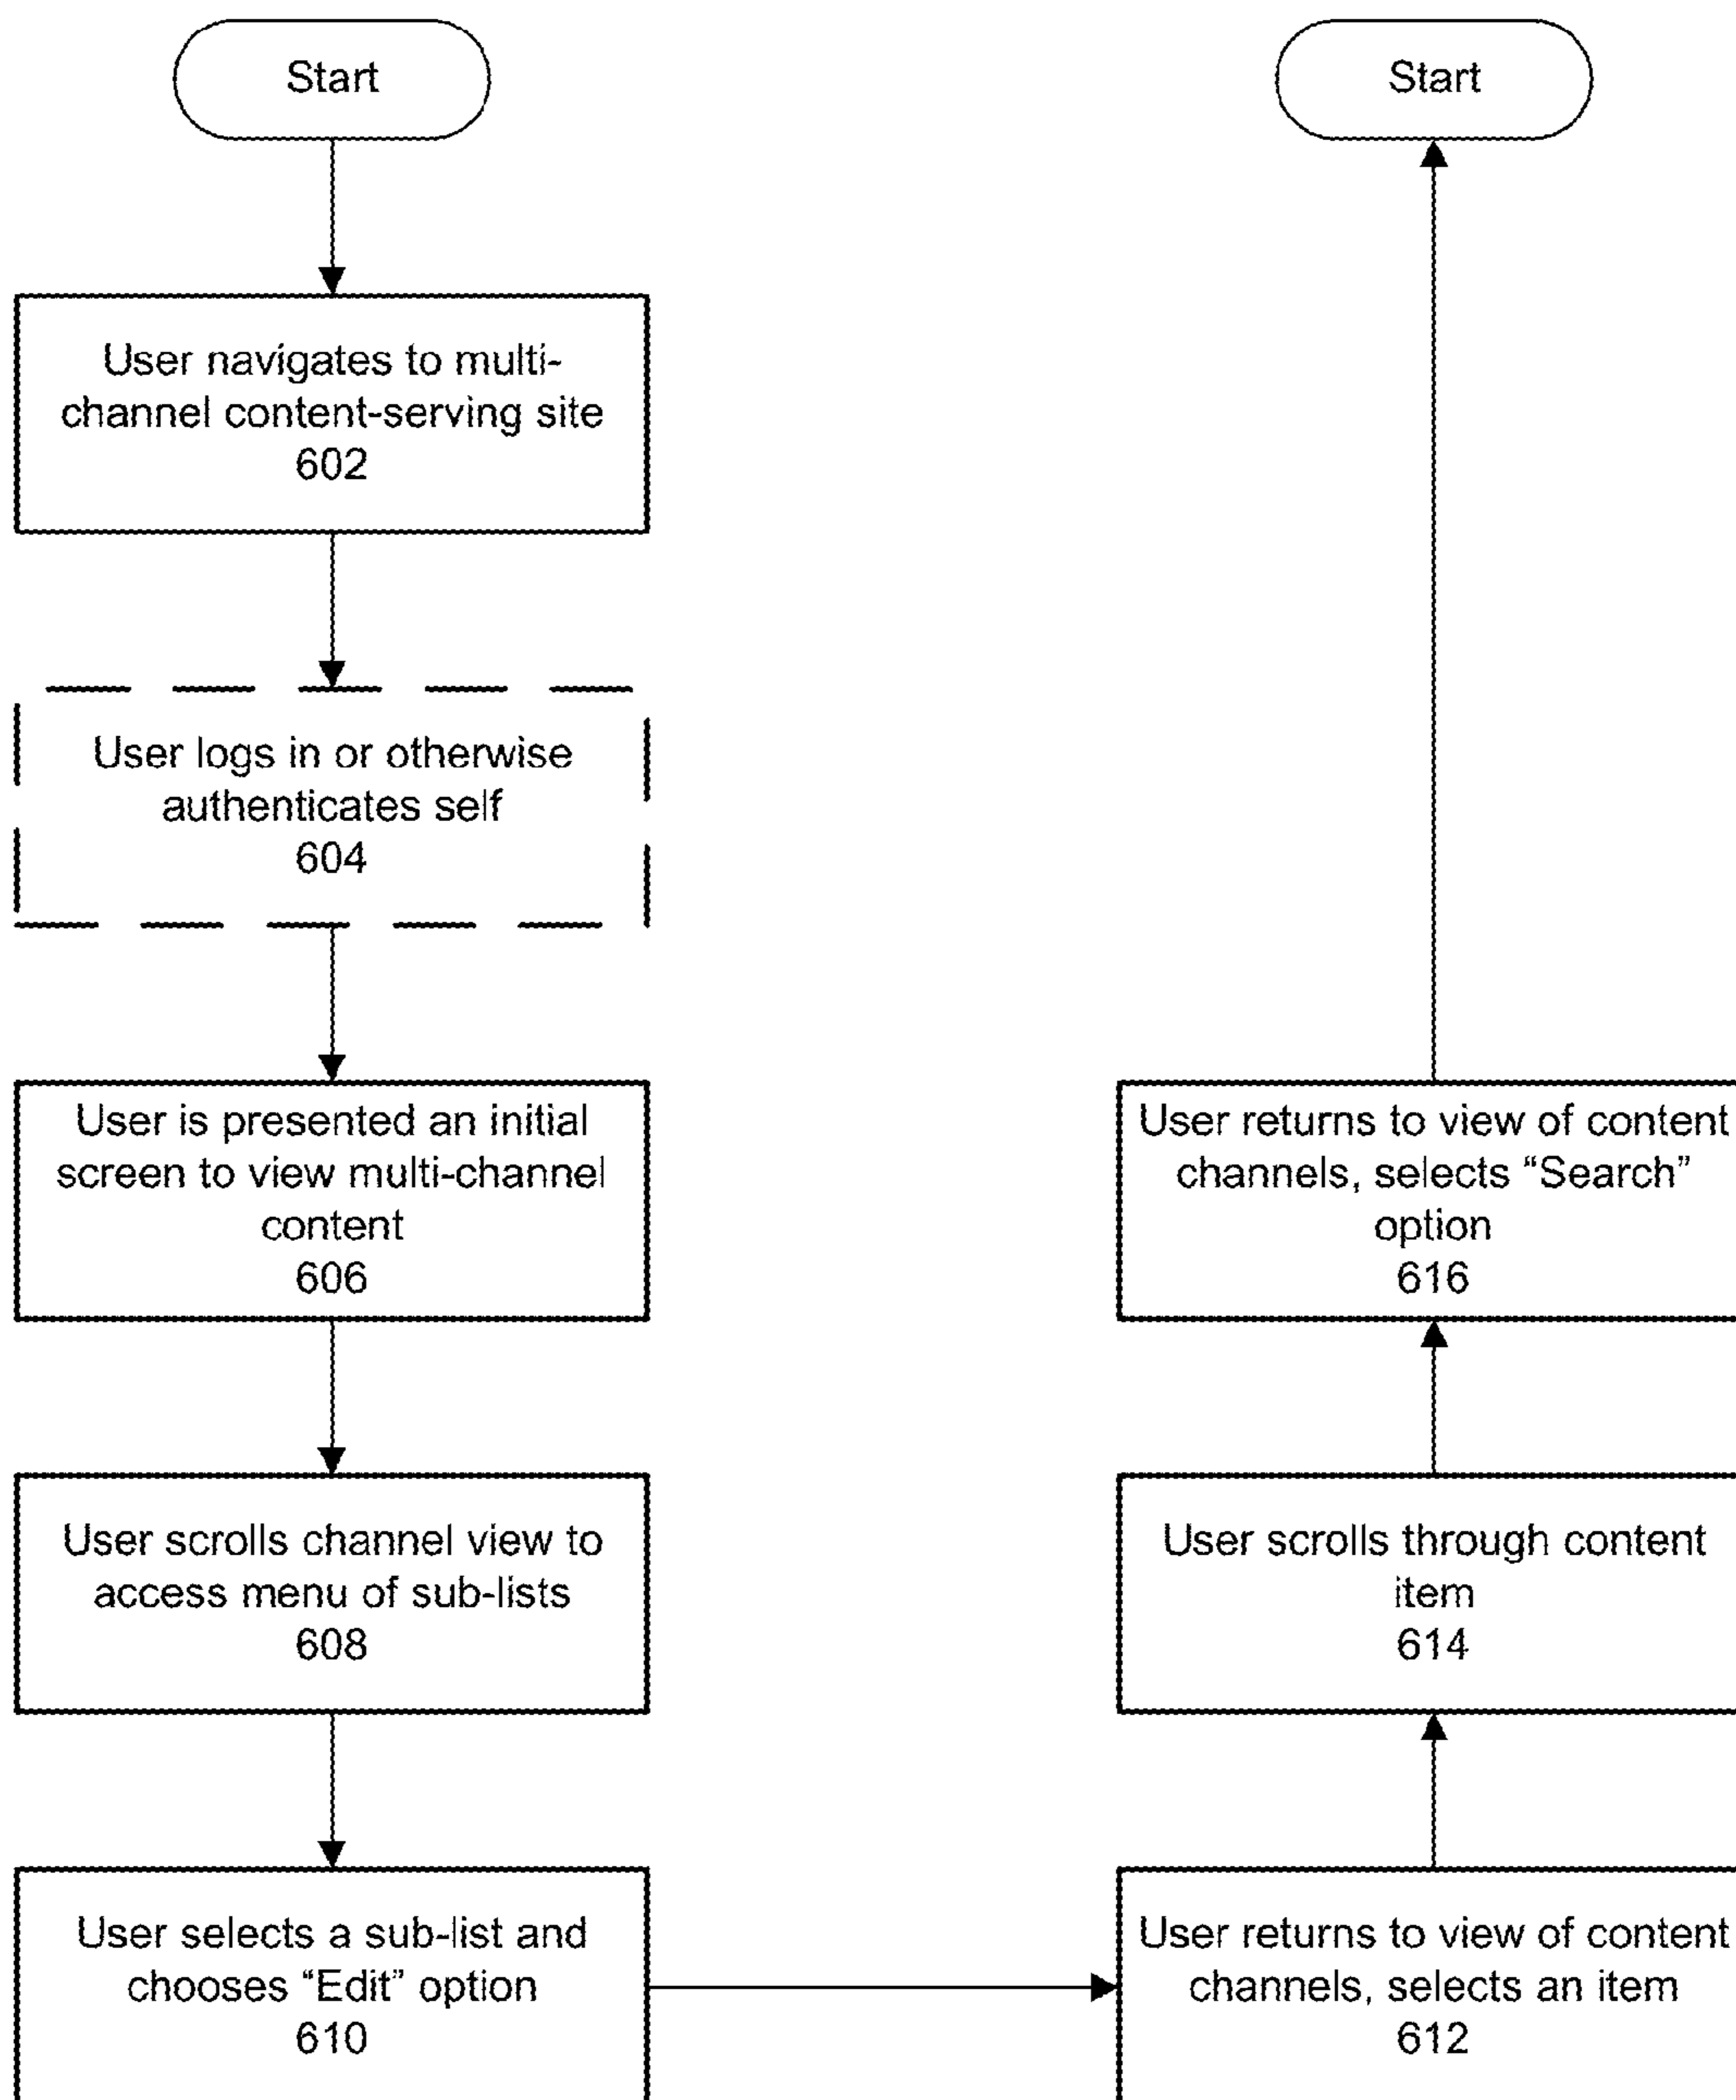 Start
User navigates to multi-
channel content-serving site
602
User logs in or otherwise
authenticates self
604
User is presented an initial
screen to view multi-channel
content
606
User scrolls channel view to
access menu of sub-lists
608
User selects a sub-list and
chooses “Edit” option
610
User returns to view of content
channels, selects an item
612
User scrolls through content
item
614
User returns to view of content
channels, selects “Search”
option
616
Start